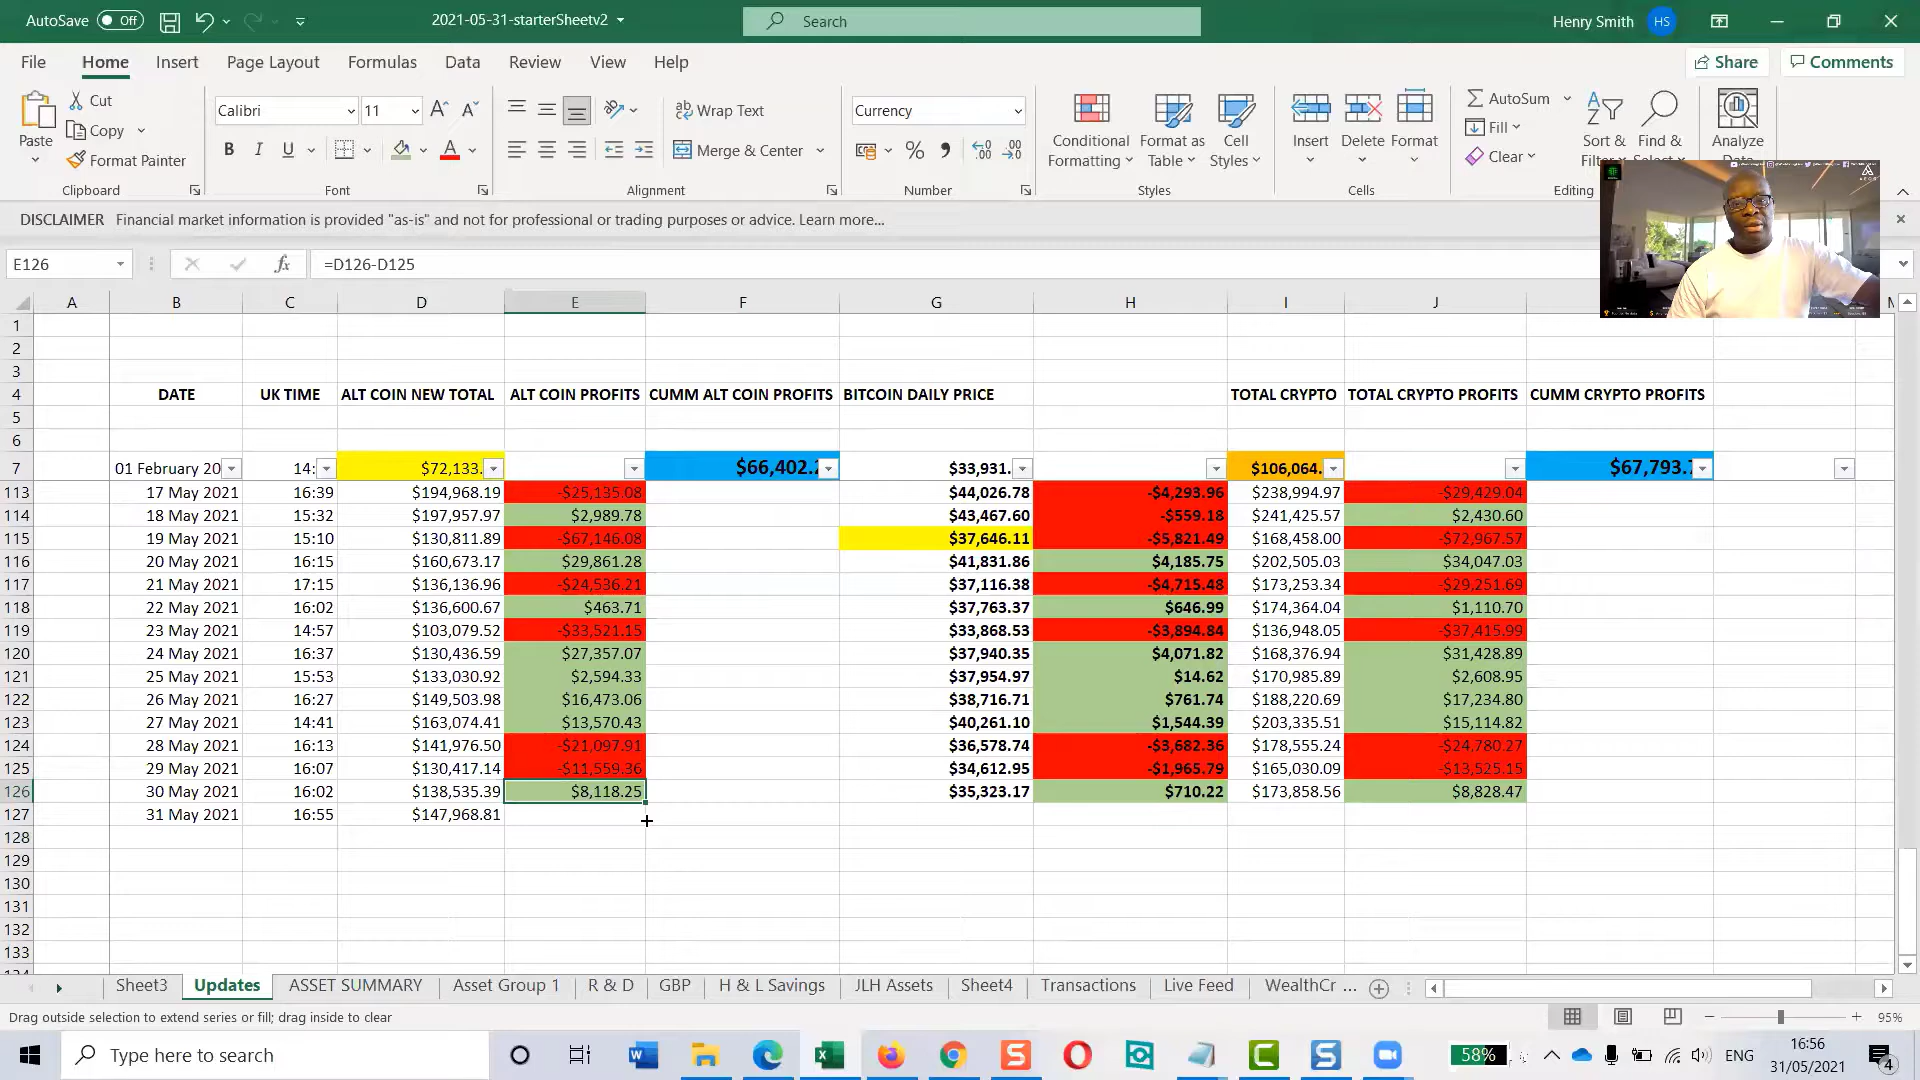 AutoSave Off 2021-05-31-starterSheetv2 Search Henry Smith HS
File Home Insert Page Layout Formulas Data Review View Help Share Comments
Paste Cut Copy Format Painter Clipboard
Calibri 11 A A B I U A Font
ab Wrap Text Merge & Center Alignment
Currency % Number
Conditional Formatting Format as Table Cell Styles Styles
Insert Delete Format Cells
AutoSum Fill Clear Sort & Find & Editing Analyze
DISCLAIMER Financial market information is provided "as-is" and not for professional or trading purposes or advice. Learn more...
E126 fx =D126-D125
A B C D E F G H I J
1
2
3
4 DATE UK TIME ALT COIN NEW TOTAL ALT COIN PROFITS CUMM ALT COIN PROFITS BITCOIN DAILY PRICE TOTAL CRYPTO TOTAL CRYPTO PROFITS CUMM CRYPTO PROFITS
5
6
7 01 February 20 14: $72,133. $66,402. $33,931. $106,064. $67,793.
113 17 May 2021 16:39 $194,968.19 -$25,135.08 $44,026.78 -$4,293.96 $238,994.97 -$29,429.04
114 18 May 2021 15:32 $197,957.97 $2,989.78 $43,467.60 -$559.18 $241,425.57 $2,430.60
115 19 May 2021 15:10 $130,811.89 -$67,146.08 $37,646.11 -$5,821.49 $168,458.00 -$72,967.57
116 20 May 2021 16:15 $160,673.17 $29,861.28 $41,831.86 $4,185.75 $202,505.03 $34,047.03
117 21 May 2021 17:15 $136,136.96 -$24,536.21 $37,116.38 -$4,715.48 $173,253.34 -$29,251.69
118 22 May 2021 16:02 $136,600.67 $463.71 $37,763.37 $646.99 $174,364.04 $1,110.70
119 23 May 2021 14:57 $103,079.52 -$33,521.15 $33,868.53 -$3,894.84 $136,948.05 -$37,415.99
120 24 May 2021 16:37 $130,436.59 $27,357.07 $37,940.35 $4,071.82 $168,376.94 $31,428.89
121 25 May 2021 15:53 $133,030.92 $2,594.33 $37,954.97 $14.62 $170,985.89 $2,608.95
122 26 May 2021 16:27 $149,503.98 $16,473.06 $38,716.71 $761.74 $188,220.69 $17,234.80
123 27 May 2021 14:41 $163,074.41 $13,570.43 $40,261.10 $1,544.39 $203,335.51 $15,114.82
124 28 May 2021 16:13 $141,976.50 -$21,097.91 $36,578.74 -$3,682.36 $178,555.24 -$24,780.27
125 29 May 2021 16:07 $130,417.14 -$11,559.36 $34,612.95 -$1,965.79 $165,030.09 -$13,525.15
126 30 May 2021 16:02 $138,535.39 $8,118.25 $35,323.17 $710.22 $173,858.56 $8,828.47
127 31 May 2021 16:55 $147,968.81
128
129
130
131
132
133
Sheet3 Updates ASSET SUMMARY Asset Group 1 R & D GBP H & L Savings JLH Assets Sheet4 Transactions Live Feed WealthCr ...
Drag outside selection to extend series or fill; drag inside to clear 95%
Type here to search 58% ENG 16:56
31/05/2021 4